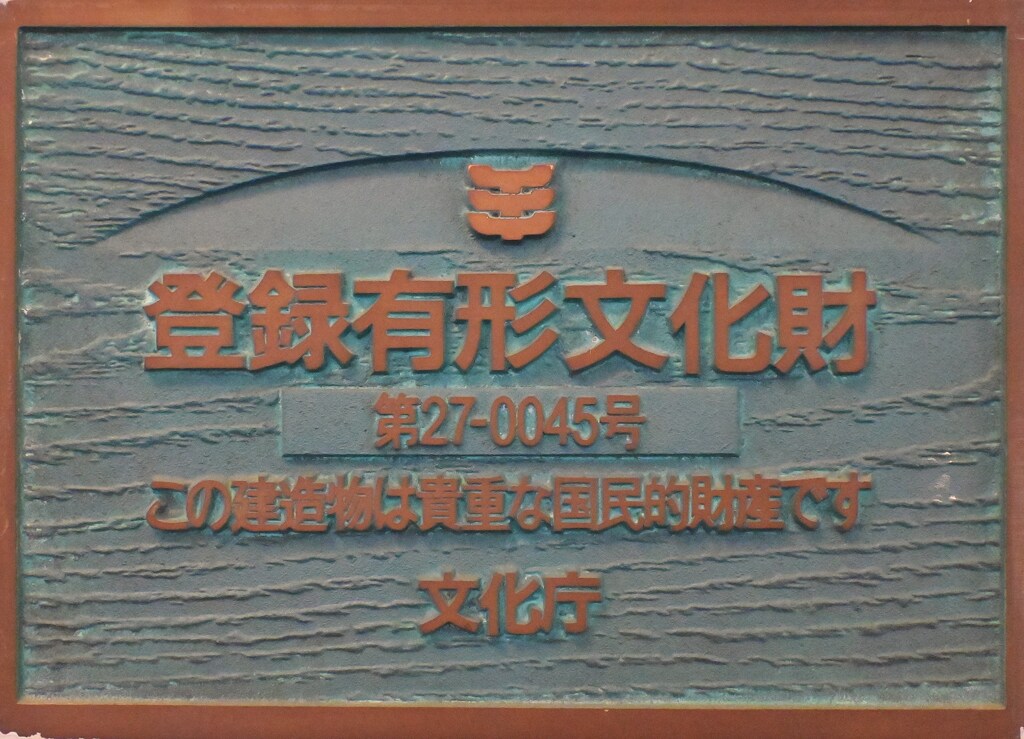 登録有形文化財
第27-0045号
この建造物は貴重な国民的財産です
文化庁